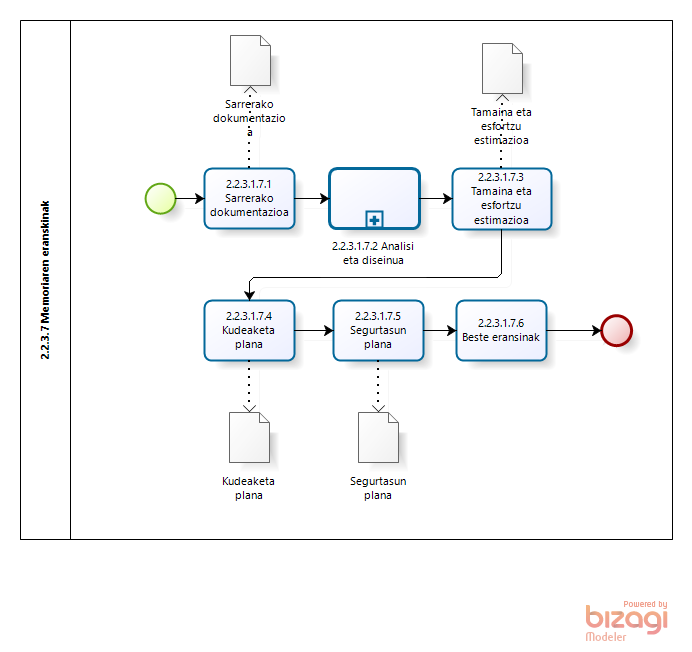 2.2.3.7 Memoriaren eranskinak
Sarrerako
dokumentazio
a
Tamaina eta
esfortzu
estimazioa
2.2.3.1.7.1
Sarrerako
dokumentazioa
2.2.3.1.7.2 Analisi
eta diseinua
2.2.3.1.7.3
Tamaina eta
esfortzu
estimazioa
2.2.3.1.7.4
Kudeaketa
plana
2.2.3.1.7.5
Segurtasun
plana
2.2.3.1.7.6
Beste eransinak
Kudeaketa
plana
Segurtasun
plana
Powered by
bizagi
Modeler